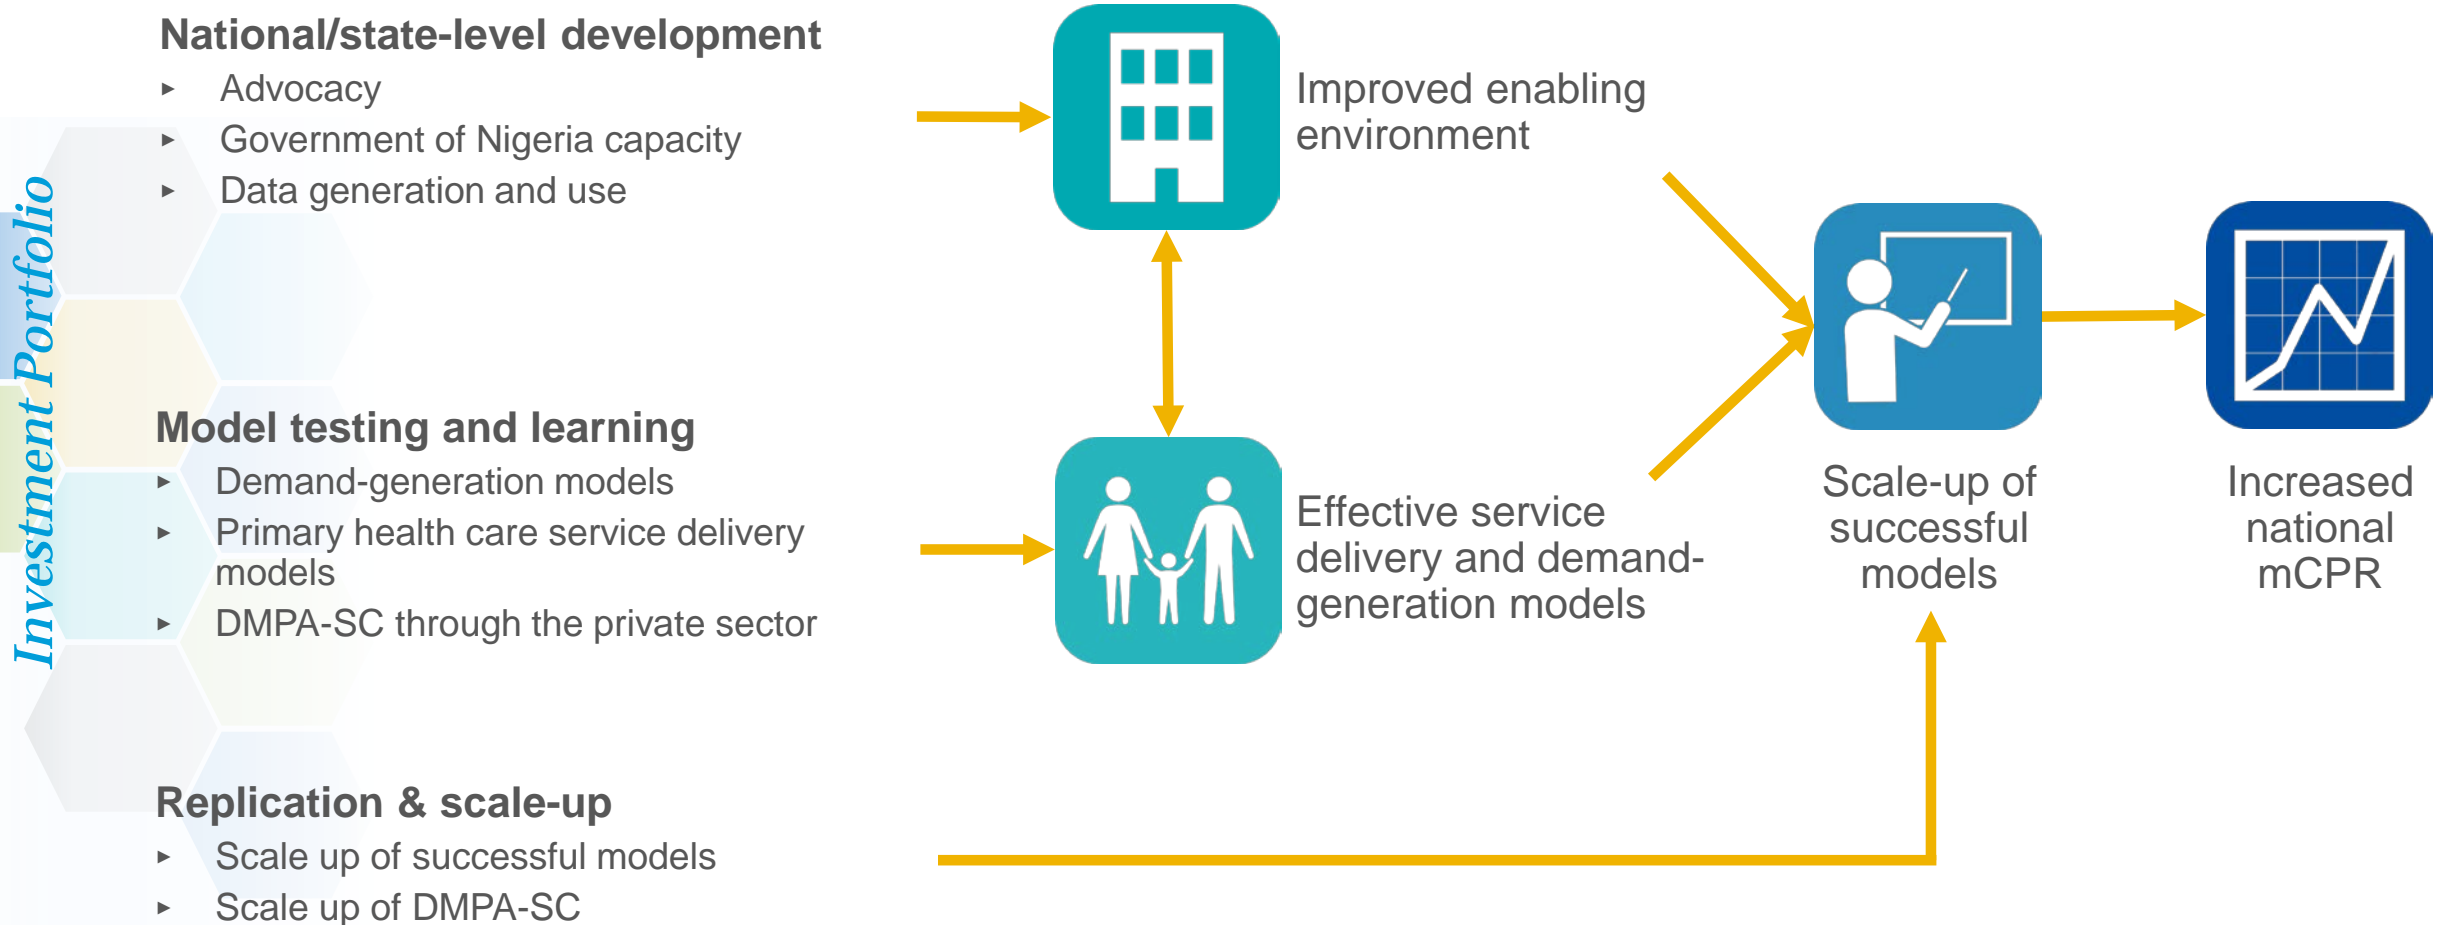 Investment Portfolio
National/state-level development
► Advocacy
► Government of Nigeria capacity
► Data generation and use
Improved enabling
environment
Model testing and learning
► Demand-generation models
► Primary health care service delivery
models
► DMPA-SC through the private sector
Effective service
delivery and demand-
generation models
Scale-up of
successful
models
Increased
national
mCPR
Replication & scale-up
► Scale up of successful models
► Scale up of DMPA-SC